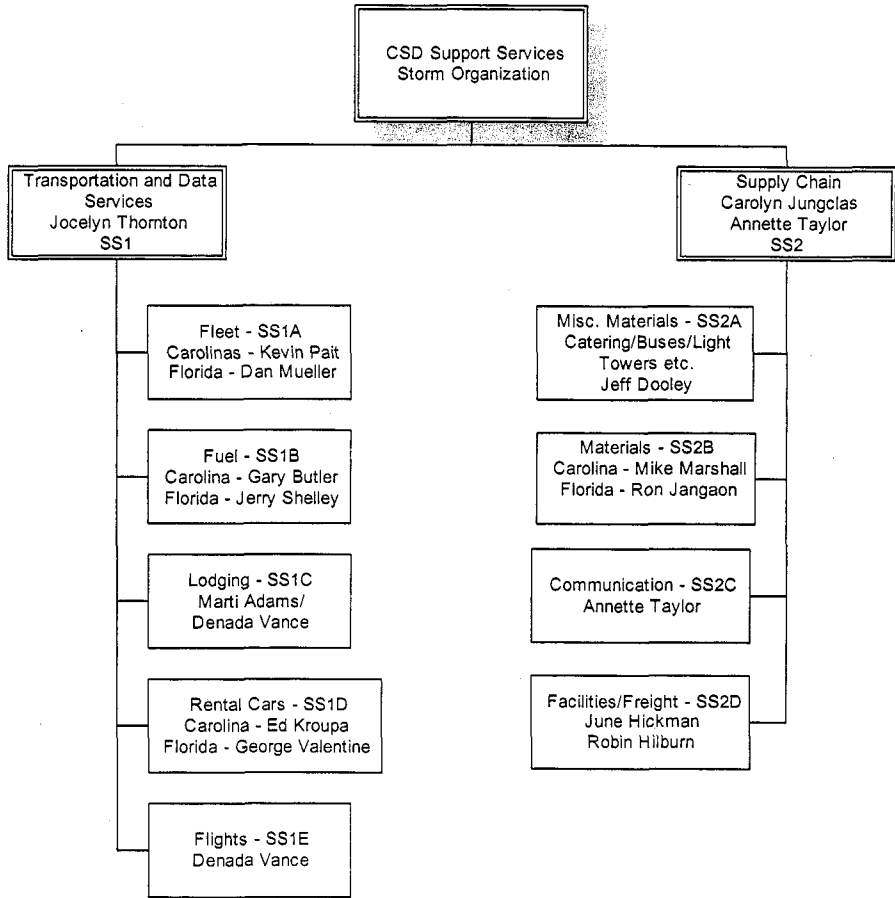 CSD Support Services
Storm Organization
Transportation and Data
Services
Jocelyn Thornton
SS1
Supply Chain
Carolyn Jungclas
Annette Taylor
SS2
Fleet - SS1A
Carolinas - Kevin Pait
Florida - Dan Mueller
Fuel - SS1B
Carolina - Gary Butler
Florida - Jerry Shelley
Lodging - SS1C
Marti Adams/
Denada Vance
Rental Cars - SS1D
Carolina - Ed Kroupa
Florida - George Valentine
Flights - SS1E
Denada Vance
Misc. Materials - SS2A
Catering/Buses/Light
Towers etc.
Jeff Dooley
Materials - SS2B
Carolina - Mike Marshall
Florida - Ron Jangaon
Communication - SS2C
Annette Taylor
Facilities/Freight - SS2D
June Hickman
Robin Hilburn